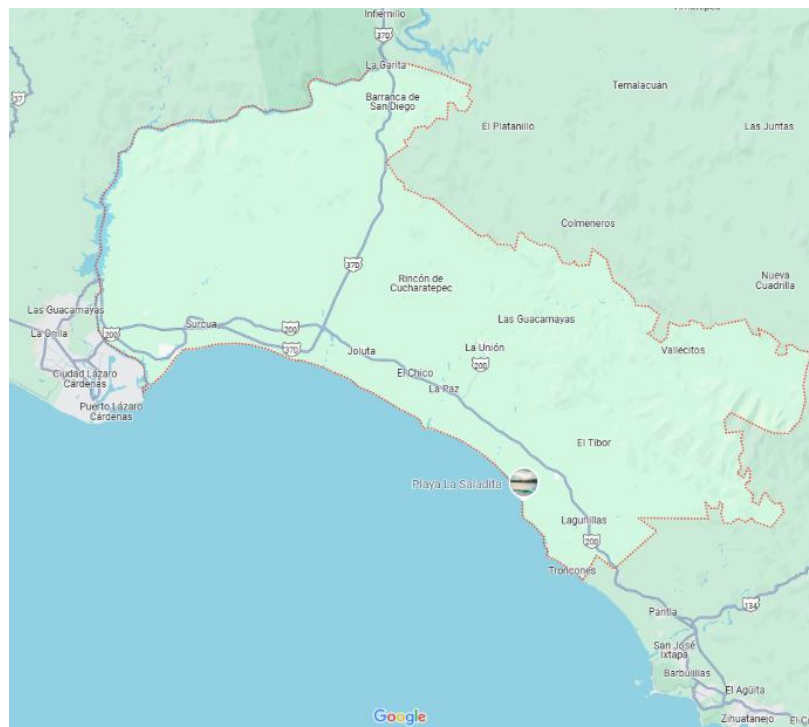 Infiernillo
370
La Garita
Temalacuán
37
Barranca de
San Diego
El Platanillo
Las Juntas
Colmeneros
370
Rincón de
Cucharatepec
Nueva
Cuadrilla
Las Guacamayas
Las Guacamayas
La Orilla
200
Surcua
200
370
Joluta
La Unión
200
Vallecitos
El Chico
La Paz
Ciudad Lázaro
Cárdenas
Puerto Lázaro
Cárdenas
El Tibor
Playa La Saladita
Lagunillas
200
Troncones
134
Pantla
San José
Ixtapa
Barbulillas
El Agüita
Zihuatanejo
Google